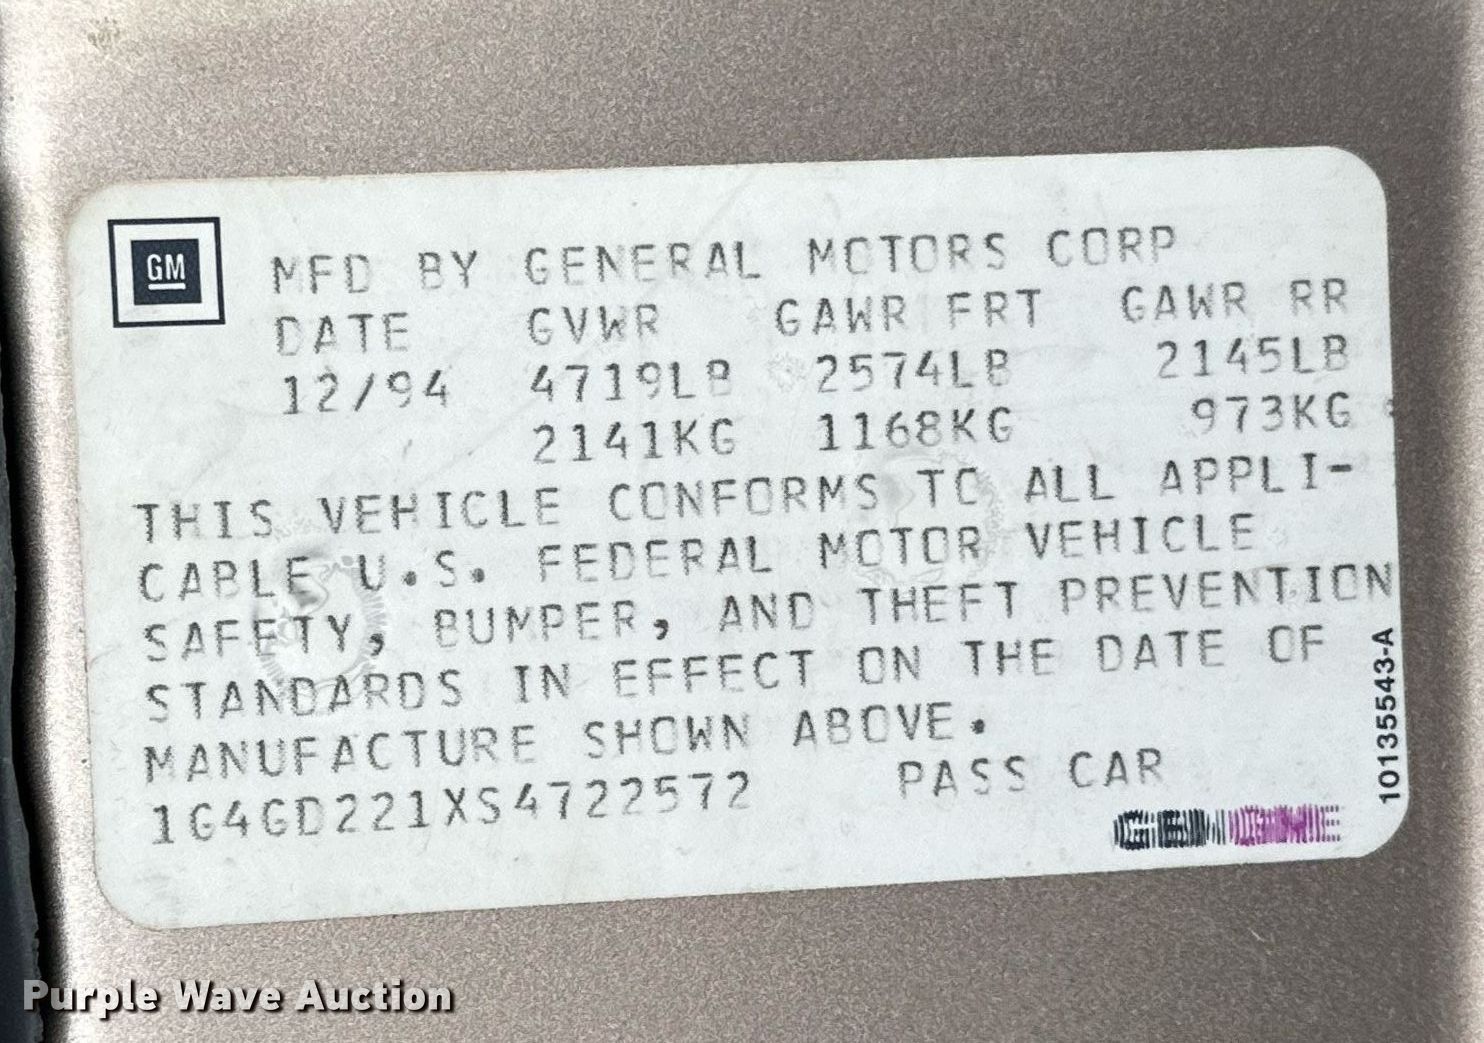 GM
MFD BY GENERAL MOTORS CORP
DATE GVWR GAWR FRT GAWR RR
12/94 4719LB 2574LB 2145LB
2141KG 1168KG 973KG
THIS VEHICLE CONFORMS TO ALL APPLI-
CABLE U.S. FEDERAL MOTOR VEHICLE
SAFETY, BUMPER, AND THEFT PREVENTION
STANDARDS IN EFFECT ON THE DATE OF
MANUFACTURE SHOWN ABOVE.
1G4GD221XS4722572 PASS CAR
10135543-A
Purple Wave Auction